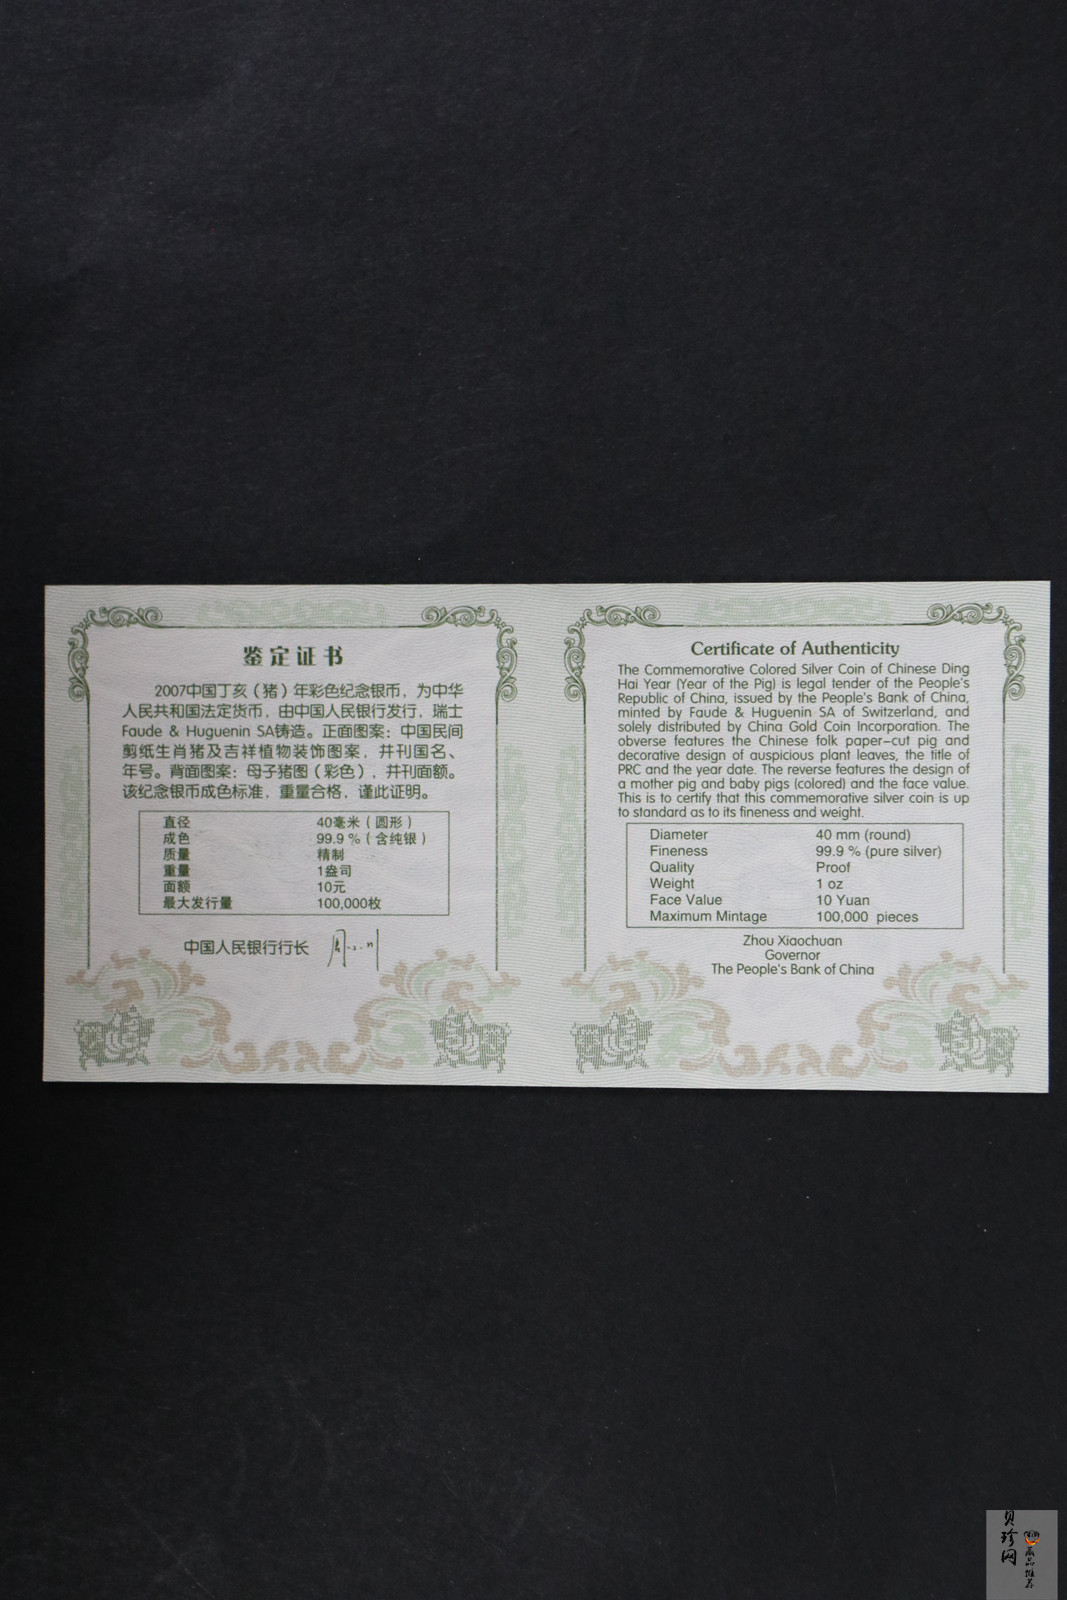 鉴定证书
2007中国丁亥（猪）年彩色纪念银币，为中华
人民共和国法定货币，由中国人民银行发行，瑞士
Faude & Huguenin SA铸造。正面图案：中国民间
剪纸生肖猪及吉祥植物装饰图案，并刊国名、
年号。背面图案：母子猪图（彩色），并刊面额。
该纪念银币成色标准，重量合格，谨此证明。
直径 40毫米（圆形）
成色 99.9 %（含纯银）
质量 精制
重量 1盎司
面额 10元
最大发行量 100,000枚
中国人民银行行长
Certificate of Authenticity
The Commemorative Colored Silver Coin of Chinese Ding
Hai Year (Year of the Pig) is legal tender of the People's
Republic of China, issued by the People's Bank of China,
minted by Faude & Huguenin SA of Switzerland, and
solely distributed by China Gold Coin Incorporation. The
obverse features the Chinese folk paper-cut pig and
decorative design of auspicious plant leaves, the title of
PRC and the year date. The reverse features the design of
a mother pig and baby pigs (colored) and the face value.
This is to certify that this commemorative silver coin is up
to standard as to its fineness and weight.
Diameter 40 mm (round)
Fineness 99.9 % (pure silver)
Quality Proof
Weight 1 oz
Face Value 10 Yuan
Maximum Mintage 100,000 pieces
Zhou Xiaochuan
Governor
The People's Bank of China
贝珍网
藏品推荐